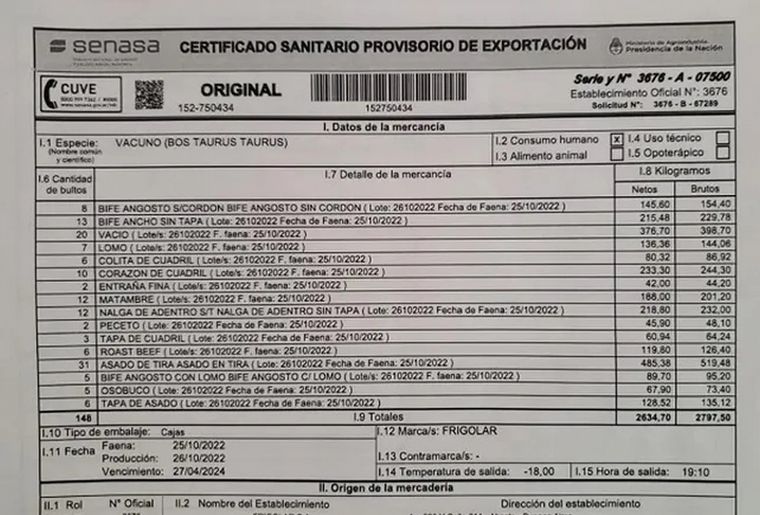 senasa
CERTIFICADO SANITARIO PROVISORIO DE EXPORTACIÓN
Ministerio de Agroindustria
Presidencia de la Nación
CUVE
www.senasa.gov.ar
ORIGINAL
152-750434
152750434
Serie y Nº 3676 - A - 07500
Establecimiento Oficial Nº: 3676
Solicitud Nº: 3676 - B - 67289
I. Datos de la mercancía
I.1 Especie: VACUNO (BOS TAURUS TAURUS)
(Nombre común y científico)
I.2 Consumo humano X I.4 Uso técnico
I.3 Alimento animal I.5 Opoterápico
I.6 Cantidad de bultos I.7 Detalle de la mercancía I.8 Kilogramos
Netos Brutos
8 BIFE ANGOSTO S/CORDON BIFE ANGOSTO SIN CORDON ( Lote: 26102022 Fecha de Faena: 25/10/2022 ) 145,60 154,40
13 BIFE ANCHO SIN TAPA ( Lote: 26102022 Fecha de Faena: 25/10/2022 ) 215,48 229,78
20 VACIO ( Lote/s: 26102022 F. faena: 25/10/2022 ) 376,70 398,70
7 LOMO ( Lote/s: 26102022 F. faena: 25/10/2022 ) 136,36 144,06
6 COLITA DE CUADRIL ( Lote/s: 26102022 F. faena: 25/10/2022 ) 80,32 86,92
10 CORAZON DE CUADRIL ( Lote/s: 26102022 F. faena: 25/10/2022 ) 233,30 244,30
2 ENTRAÑA FINA ( Lote/s: 26102022 F. faena: 25/10/2022 ) 42,00 44,20
12 MATAMBRE ( Lote/s: 26102022 F. faena: 25/10/2022 ) 188,00 201,20
12 NALGA DE ADENTRO S/T NALGA DE ADENTRO SIN TAPA ( Lote: 26102022 Fecha de Faena: 25/10/2022 ) 218,80 232,00
2 PECETO ( Lote: 26102022 Fecha de Faena: 25/10/2022 ) 45,90 48,10
3 TAPA DE CUADRIL ( Lote: 26102022 Fecha de Faena: 25/10/2022 ) 60,94 64,24
6 ROAST BEEF ( Lote/s: 26102022 F. faena: 25/10/2022 ) 119,80 126,40
31 ASADO DE TIRA ASADO EN TIRA ( Lote: 26102022 Fecha de Faena: 25/10/2022 ) 485,38 519,48
5 BIFE ANGOSTO CON LOMO BIFE ANGOSTO C/ LOMO ( Lote/s: 26102022 F. faena: 25/10/2022 ) 89,70 95,20
5 OSOBUCO ( Lote: 26102022 Fecha de Faena: 25/10/2022 ) 67,90 73,40
6 TAPA DE ASADO ( Lote: 26102022 Fecha de Faena: 25/10/2022 ) 128,52 135,12
148 I.9 Totales 2634,70 2797,50
I.10 Tipo de embalaje: Cajas I.12 Marca/s: FRIGOLAR
I.11 Fecha Faena: 25/10/2022
Producción: 26/10/2022 I.13 Contramarca/s: -
Vencimiento: 27/04/2024 I.14 Temperatura de salida: -18,00 I.15 Hora de salida: 19:10
II. Origen de la mercadería
II.1 Rol Nº Oficial II.2 Nombre del Establecimiento Dirección del establecimiento